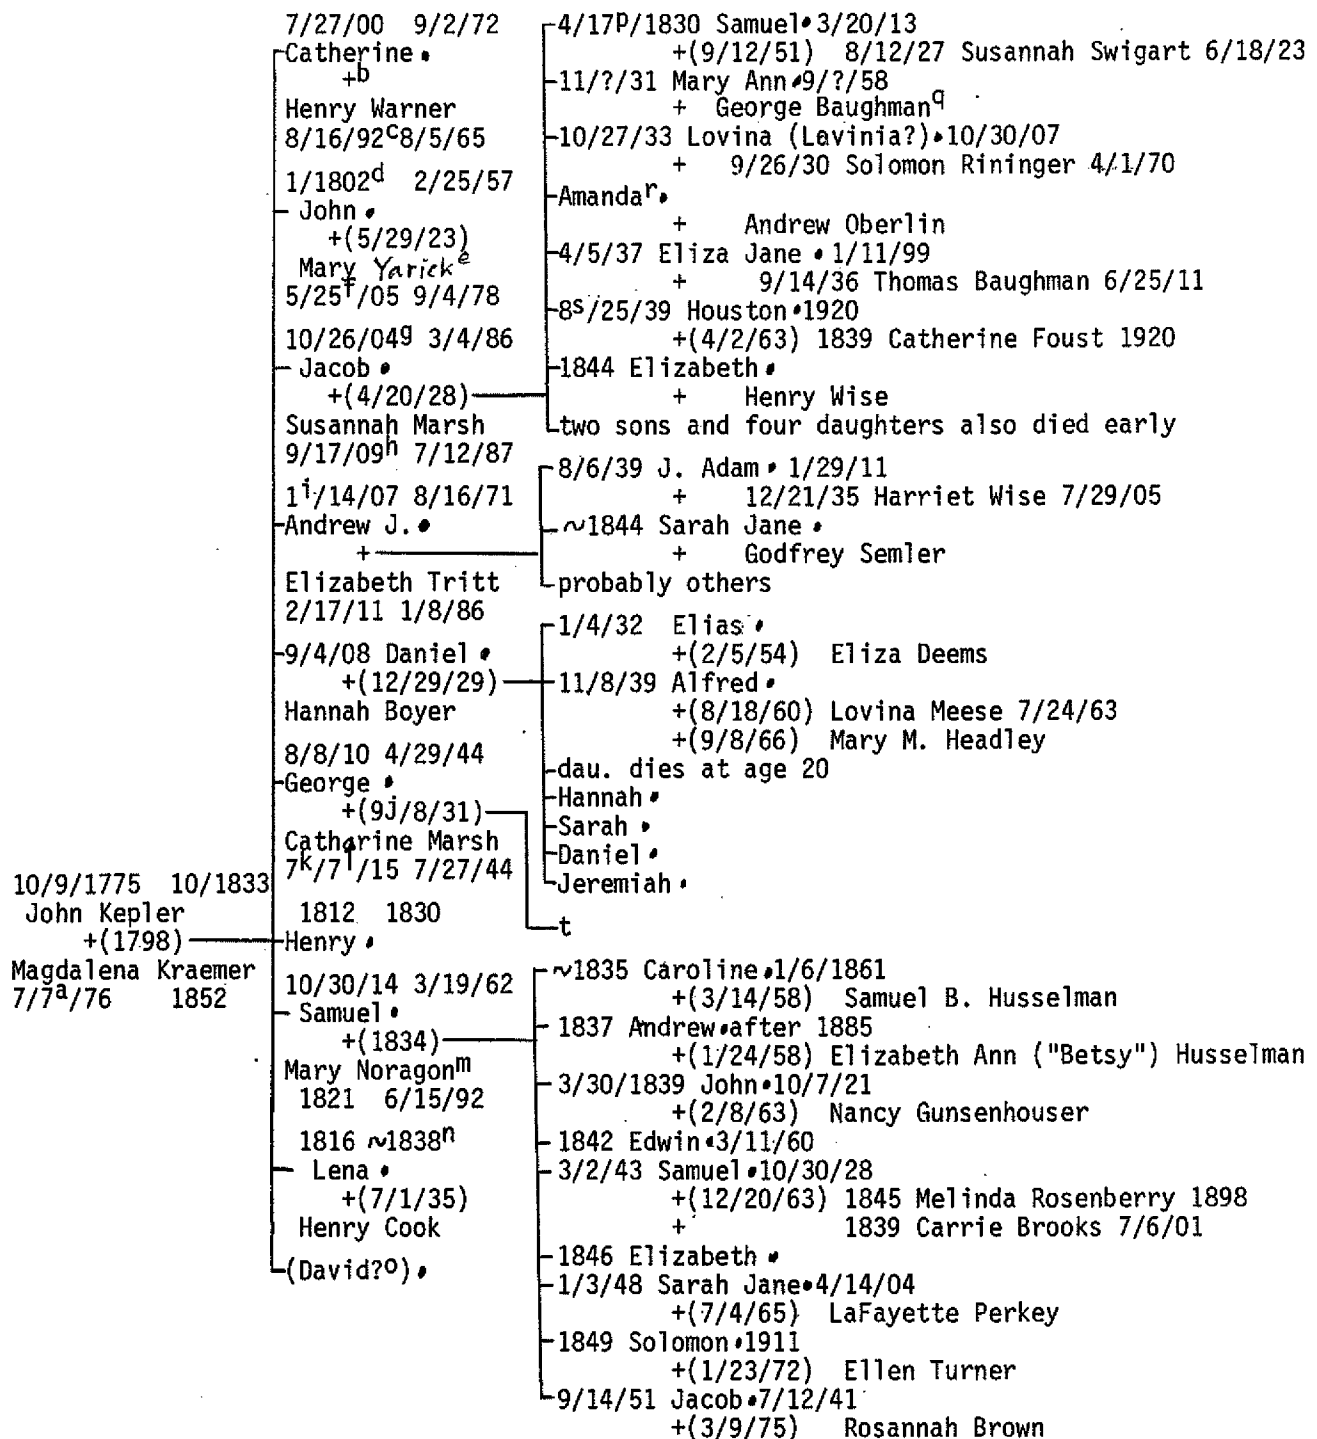 10/9/1775 10/1833
John Kepler
+(1798)
Magdalena Kraemer
7/7a/76 1852
7/27/00 9/2/72
Catherine •
+b
Henry Warner
8/16/92c8/5/65
1/1802d 2/25/57
John •
+(5/29/23)
Mary Yaricke
5/25f/05 9/4/78
10/26/04g 3/4/86
Jacob •
+(4/20/28)
Susannah Marsh
9/17/09h 7/12/87
1i/14/07 8/16/71
Andrew J. •
+
Elizabeth Tritt
2/17/11 1/8/86
9/4/08 Daniel •
+(12/29/29)
Hannah Boyer
8/8/10 4/29/44
George •
+(9j/8/31)
Catharine Marsh
7k/7l/15 7/27/44
1812 1830
Henry •
10/30/14 3/19/62
Samuel •
+(1834)
Mary Noragonm
1821 6/15/92
1816 ~1838n
Lena •
+(7/1/35)
Henry Cook
(David?o) •
4/17p/1830 Samuel• 3/20/13
+(9/12/51) 8/12/27 Susannah Swigart 6/18/23
11/?/31 Mary Ann•9/?/58
+ George Baughmanq
10/27/33 Lovina (Lavinia?)•10/30/07
+ 9/26/30 Solomon Rininger 4/1/70
Amandar•
+ Andrew Oberlin
4/5/37 Eliza Jane • 1/11/99
+ 9/14/36 Thomas Baughman 6/25/11
8s/25/39 Houston•1920
+(4/2/63) 1839 Catherine Foust 1920
1844 Elizabeth •
+ Henry Wise
two sons and four daughters also died early
8/6/39 J. Adam • 1/29/11
+ 12/21/35 Harriet Wise 7/29/05
~1844 Sarah Jane •
+ Godfrey Semler
probably others
1/4/32 Elias •
+(2/5/54) Eliza Deems
11/8/39 Alfred •
+(8/18/60) Lovina Meese 7/24/63
+(9/8/66) Mary M. Headley
dau. dies at age 20
Hannah •
Sarah •
Daniel •
Jeremiah •
t
~1835 Caroline•1/6/1861
+(3/14/58) Samuel B. Husselman
1837 Andrew•after 1885
+(1/24/58) Elizabeth Ann ("Betsy") Husselman
3/30/1839 John•10/7/21
+(2/8/63) Nancy Gunsenhouser
1842 Edwin•3/11/60
3/2/43 Samuel•10/30/28
+(12/20/63) 1845 Melinda Rosenberry 1898
+ 1839 Carrie Brooks 7/6/01
1846 Elizabeth •
1/3/48 Sarah Jane•4/14/04
+(7/4/65) LaFayette Perkey
1849 Solomon•1911
+(1/23/72) Ellen Turner
9/14/51 Jacob•7/12/41
+(3/9/75) Rosannah Brown